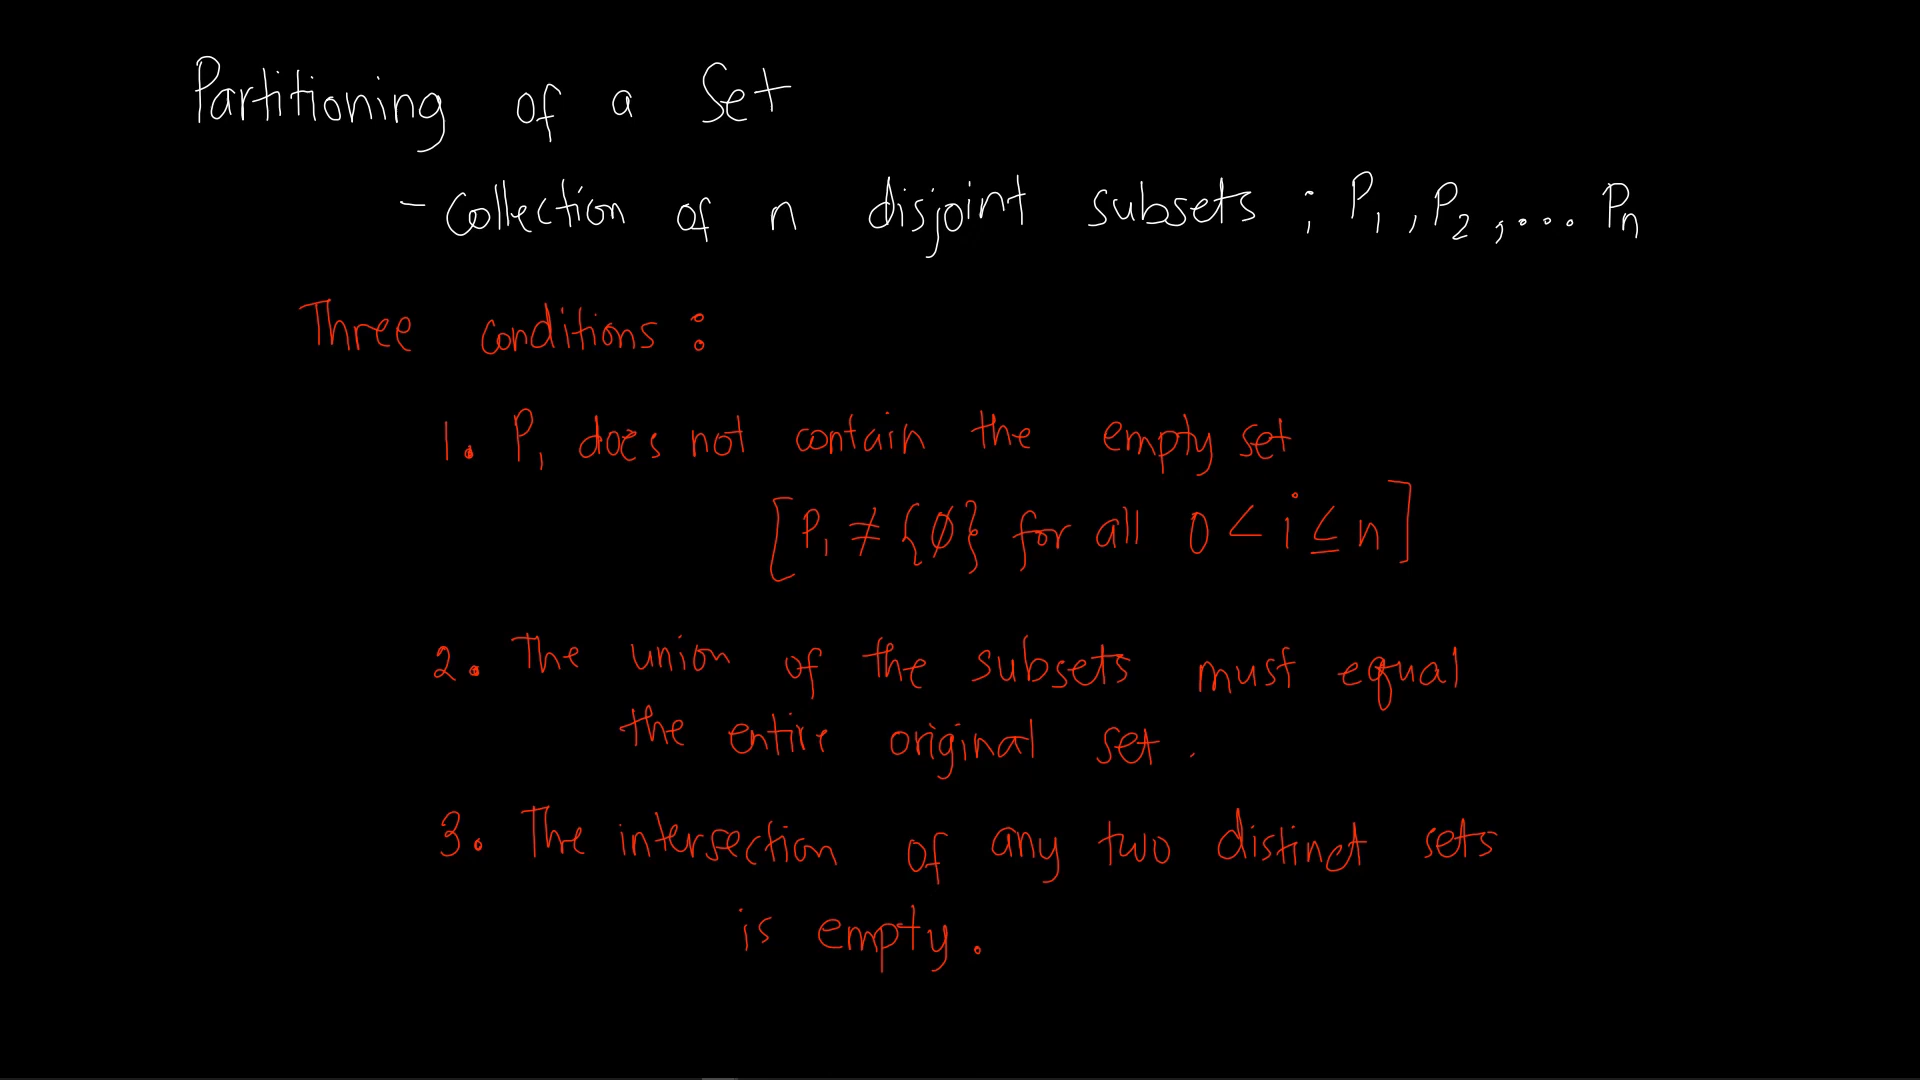 Partitioning of a Set
- Collection of n disjoint subsets ; P₁ , P₂ , .... Pₙ
Three conditions :
1. P₁ does not contain the empty set
[P₁ ≠ {∅} for all 0 < i ≤ n]
2. The union of the subsets must equal
the entire original set .
3. The intersection of any two distinct sets
is empty .